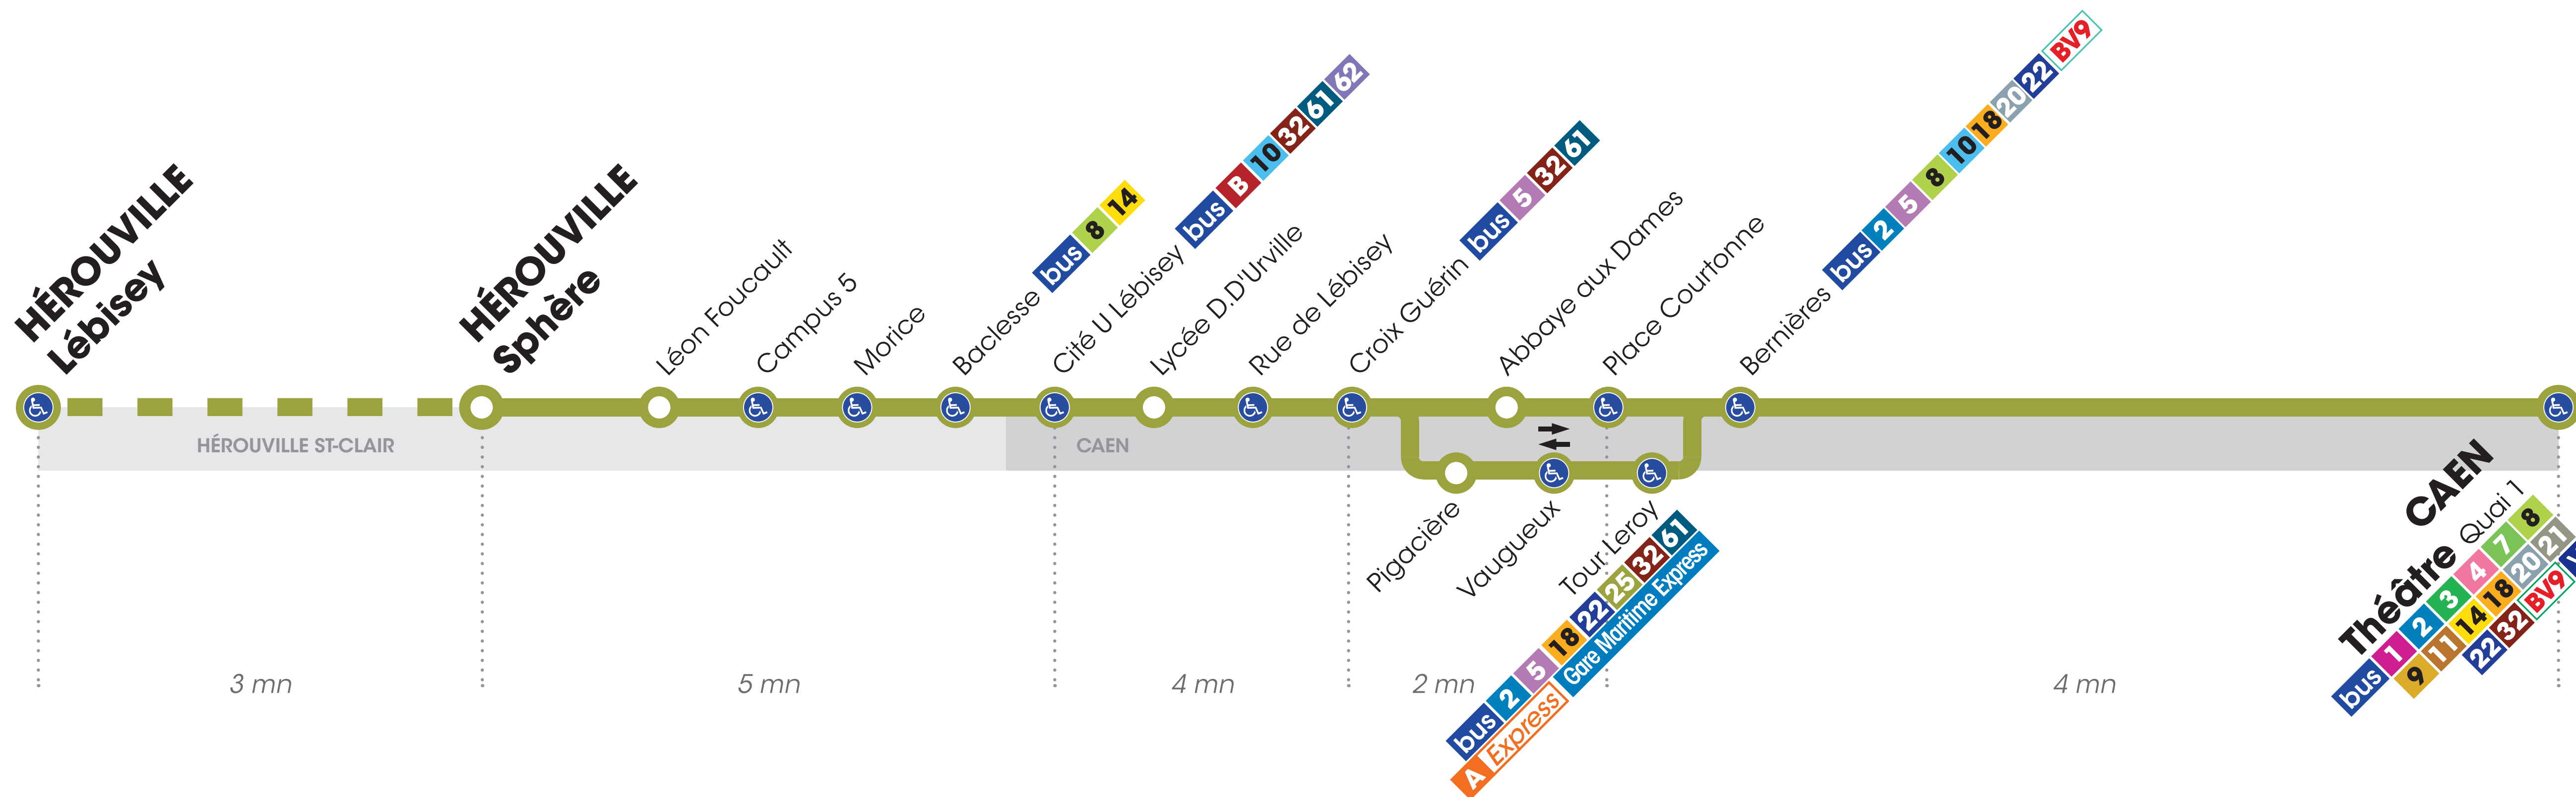 HÉROUVILLE
Lébisey
HÉROUVILLE
Sphère
Léon Foucault
Campus 5
Morice
Baclesse bus 8 14
Cité U Lébisey bus B 10 32 61 62
Lycée D.D'Urville
Rue de Lébisey
Croix Guérin bus 5 32 61
Abbaye aux Dames
Place Courtonne
Bernières bus 2 5 8 10 18 20 22 BV9
HÉROUVILLE ST-CLAIR
CAEN
Pigacière
Vaugueux
Tour Leroy
bus 2 5 18 22 25 32 61
A Express Gare Maritime Express
CAEN
Théâtre Quai 1
bus 1 2 3 4 7 8
9 11 14 18 20 21
22 32 BV9
3 mn
5 mn
4 mn
2 mn
4 mn